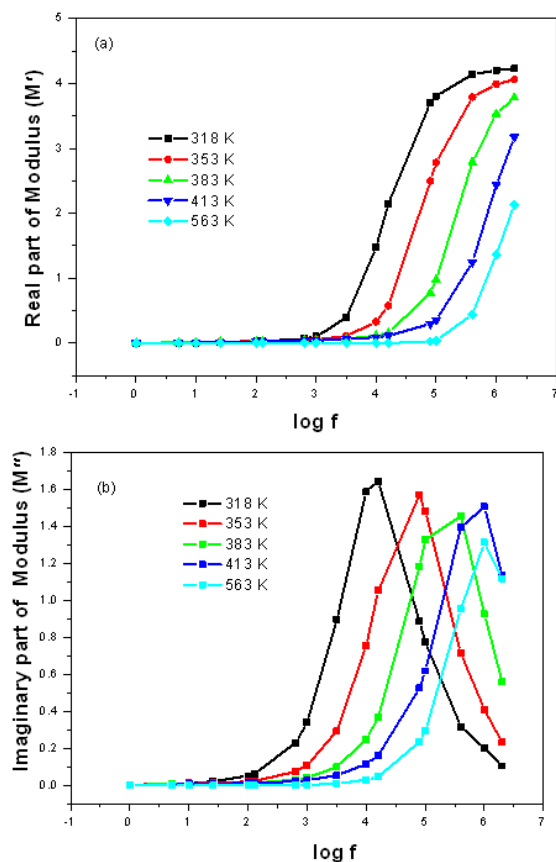 (a)
Real part of Modulus (M′)
5
4
3
2
1
0
318 K
353 K
383 K
413 K
563 K
-1 0 1 2 3 4 5 6 7
log f
(b)
Imaginary part of Modulus (M″)
1.8
1.6
1.4
1.2
1.0
0.8
0.6
0.4
0.2
0.0
318 K
353 K
383 K
413 K
563 K
-1 0 1 2 3 4 5 6 7
log f